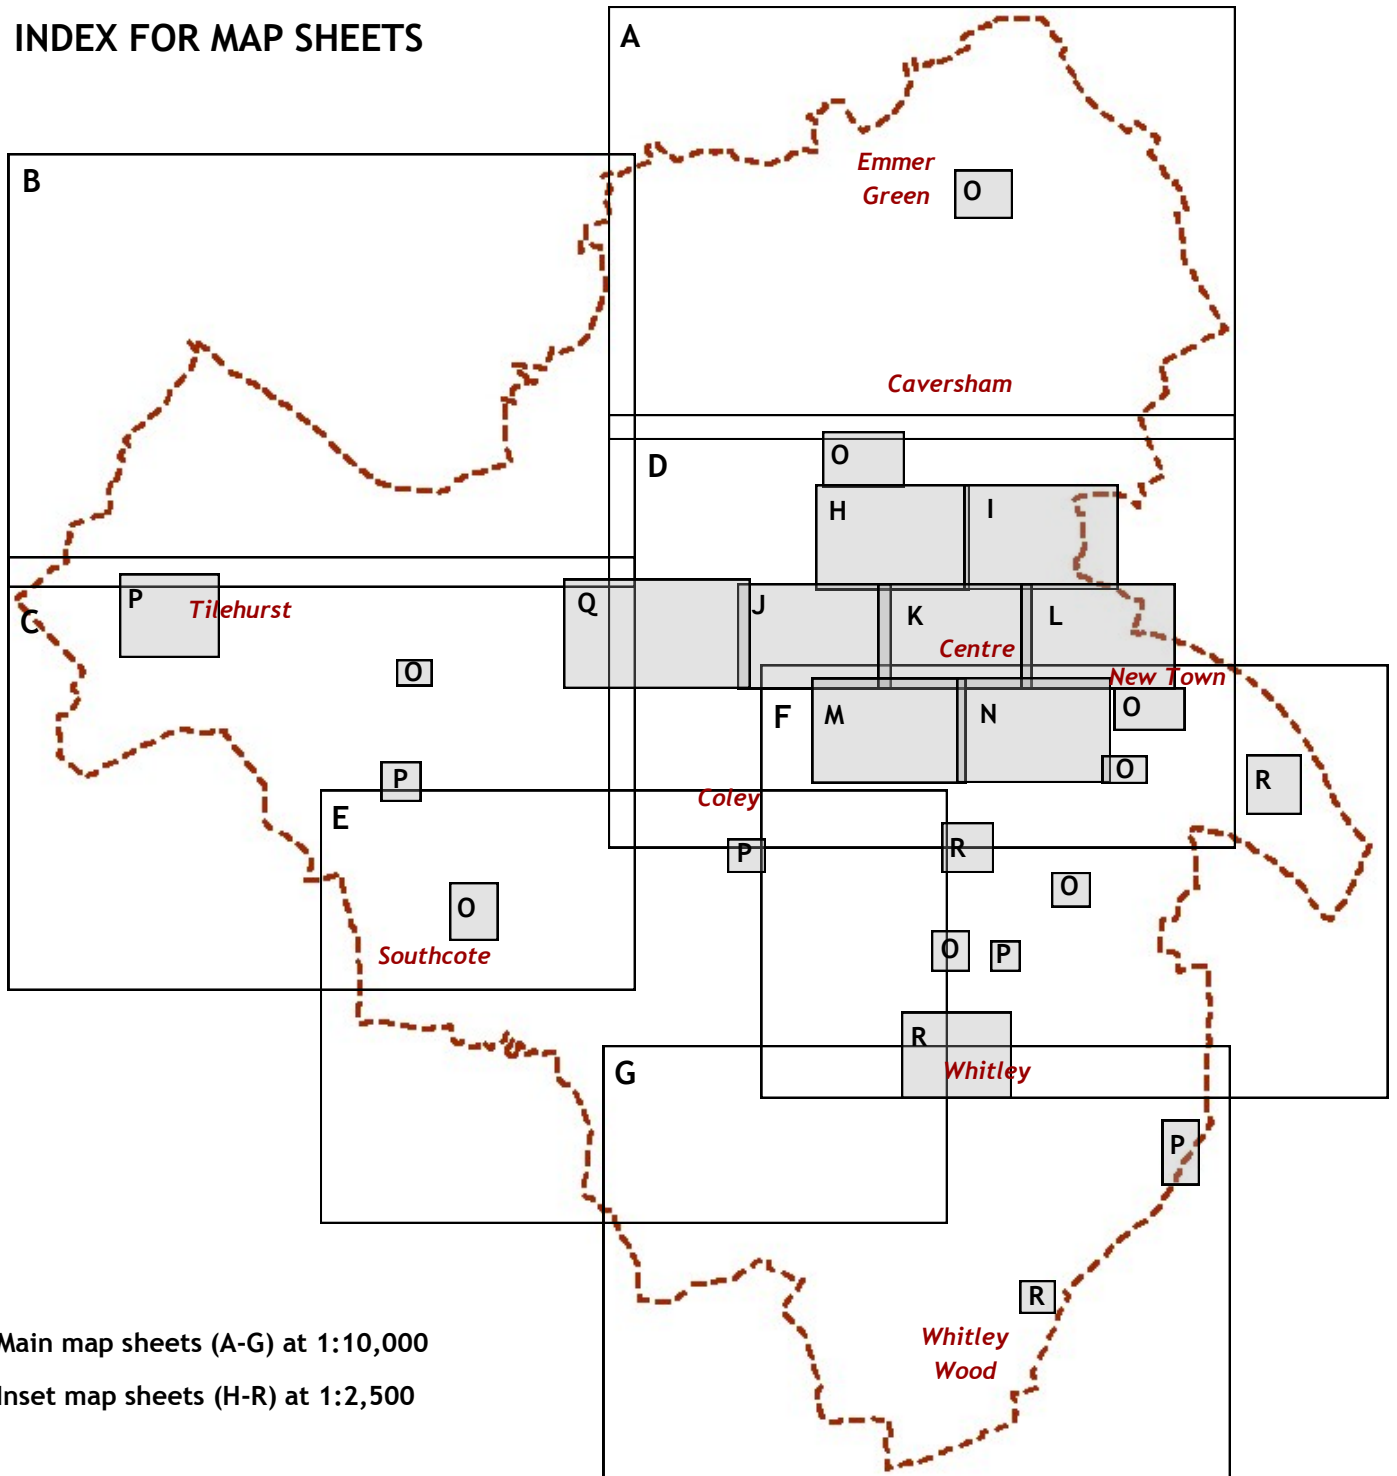 INDEX FOR MAP SHEETS
A
Emmer
Green
O
B
Caversham
O
D
H
I
P
Tilehurst
C
Q
J
K
L
Centre
O
New Town
F
M
N
O
O
P
R
Coley
E
P
R
O
O
Southcote
O
P
R
G
Whitley
P
R
Whitley
Wood
Main map sheets (A-G) at 1:10,000
Inset map sheets (H-R) at 1:2,500